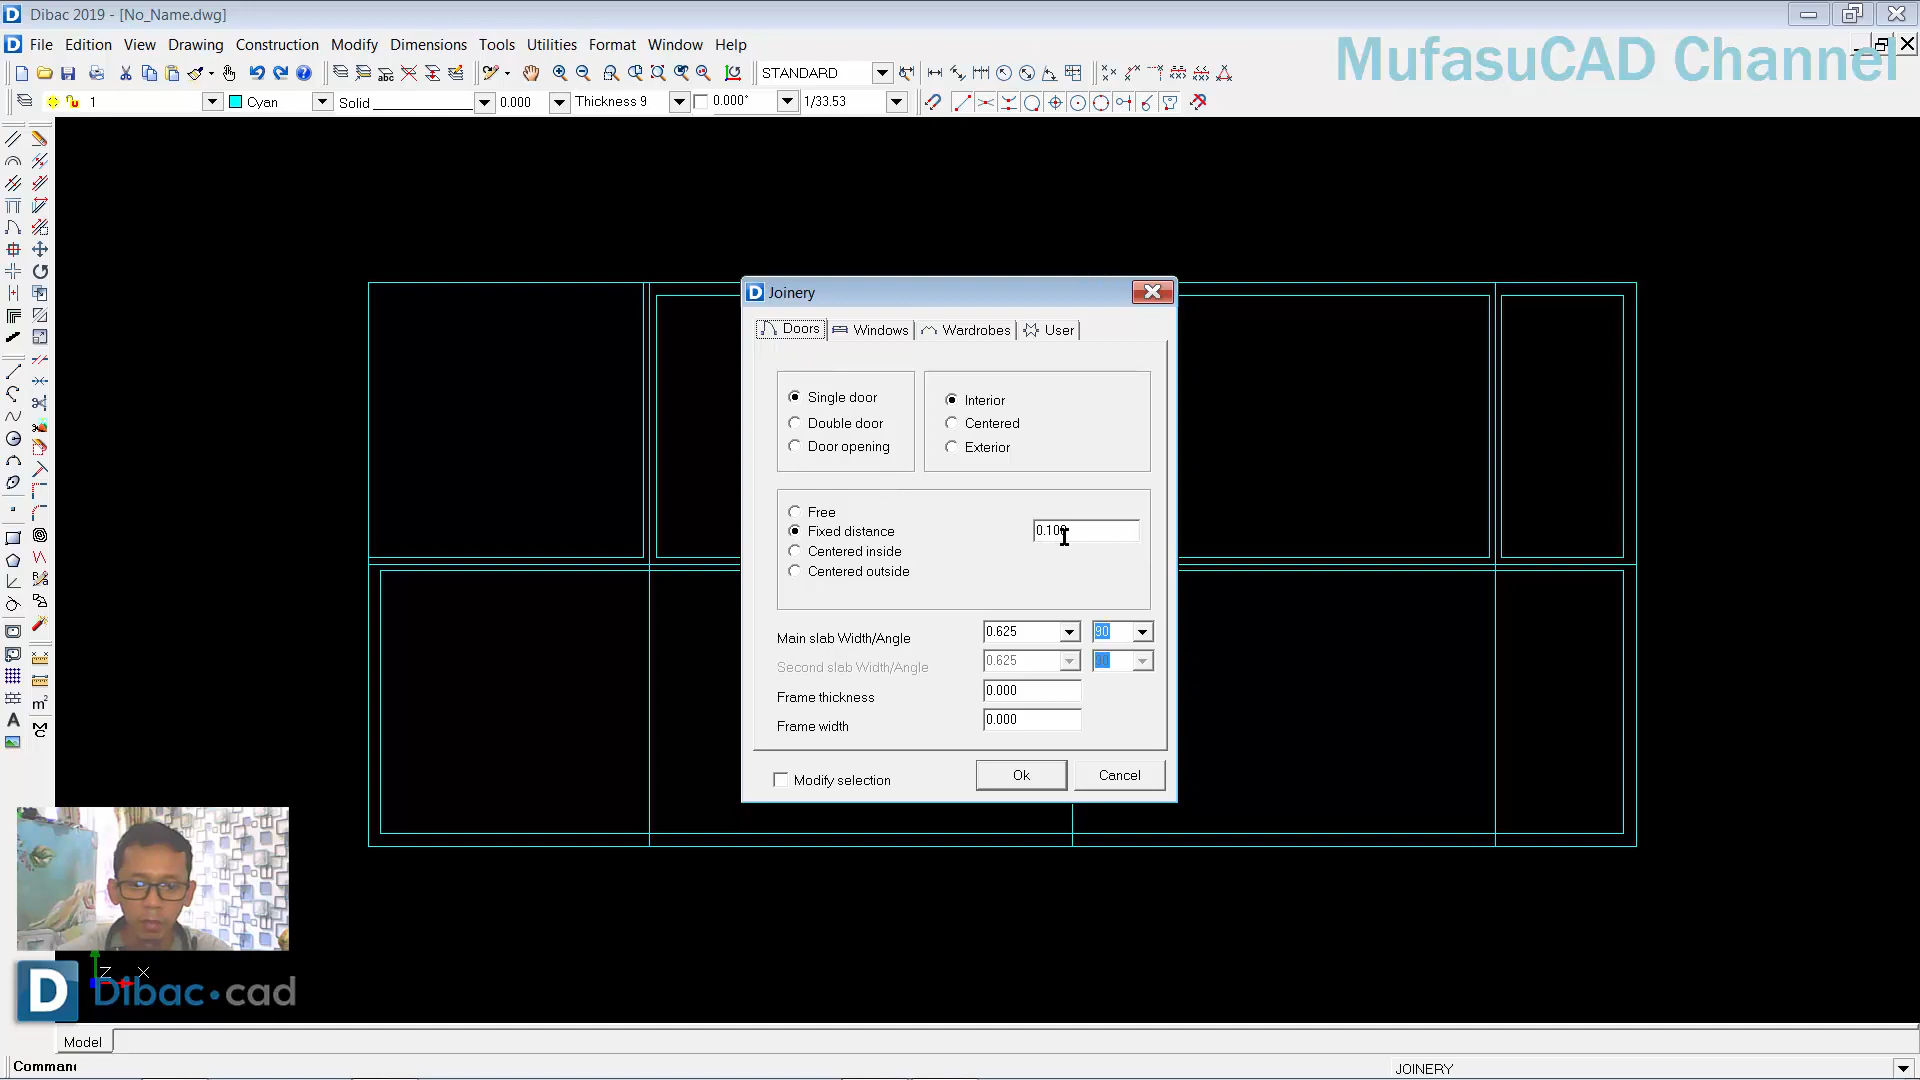 Dibac 2019 - [No_Name.dwg]
File Edition View Drawing Construction Modify Dimensions Tools Utilities Format Window Help
MufasuCAD Channel
STANDARD
1 Cyan Solid 0.000 Thickness 9 0.000° 1/33.53
Joinery
Doors Windows Wardrobes User
Single door
Double door
Door opening
Interior
Centered
Exterior
Free
Fixed distance 0.100
Centered inside
Centered outside
Main slab Width/Angle 0.625 90
Second slab Width/Angle 0.625 90
Frame thickness 0.000
Frame width 0.000
Modify selection Ok Cancel
Z X
D Dibac·cad
Model
Command
JOINERY